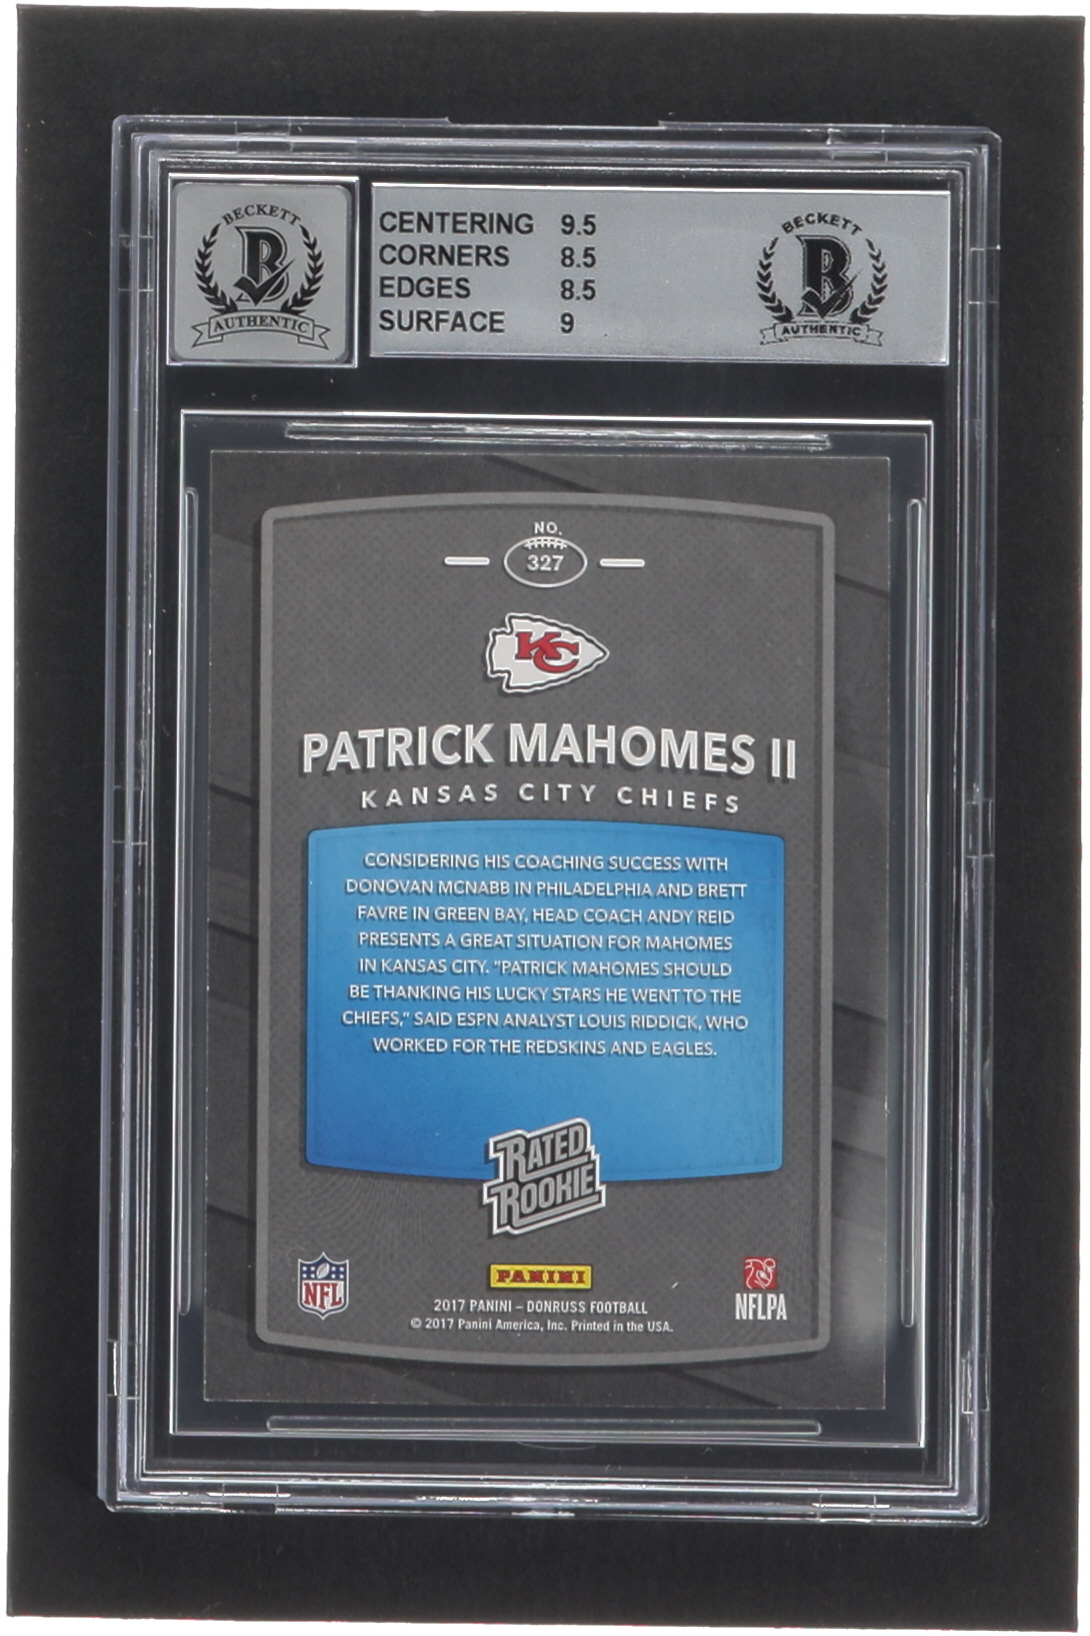 BECKETT
B
AUTHENTIC
CENTERING 9.5
CORNERS 8.5
EDGES 8.5
SURFACE 9
BECKETT
B
AUTHENTIC
NO.
327
KC
PATRICK MAHOMES II
KANSAS CITY CHIEFS
CONSIDERING HIS COACHING SUCCESS WITH
DONOVAN MCNABB IN PHILADELPHIA AND BRETT
FAVRE IN GREEN BAY, HEAD COACH ANDY REID
PRESENTS A GREAT SITUATION FOR MAHOMES
IN KANSAS CITY. "PATRICK MAHOMES SHOULD
BE THANKING HIS LUCKY STARS HE WENT TO THE
CHIEFS," SAID ESPN ANALYST LOUIS RIDDICK, WHO
WORKED FOR THE REDSKINS AND EAGLES.
RATED
ROOKIE
NFL
PANINI
NFLPA
2017 PANINI – DONRUSS FOOTBALL
© 2017 Panini America, Inc. Printed in the USA.